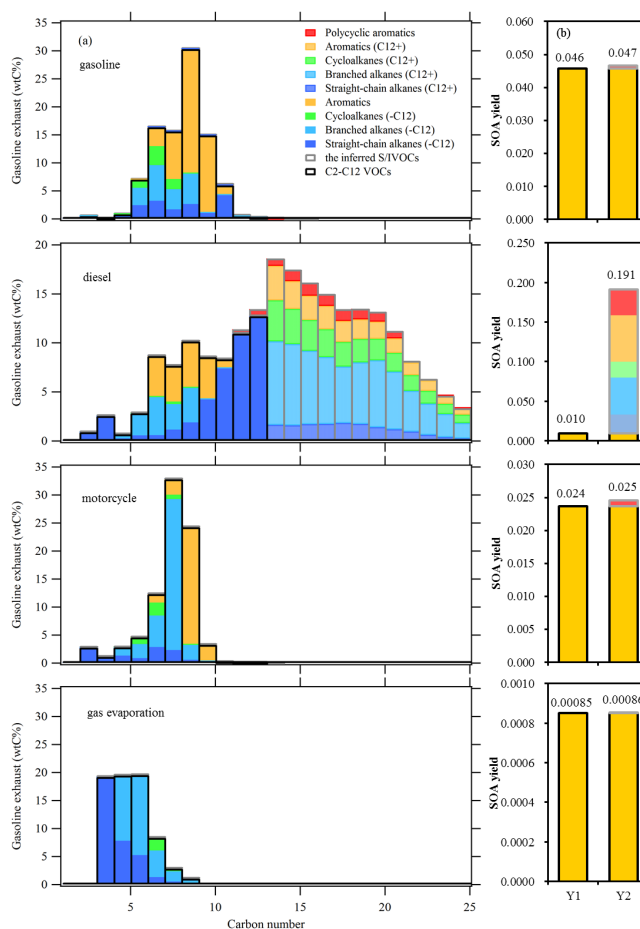 (a)
gasoline
Polycyclic aromatics
Aromatics (C12+)
Cycloalkanes (C12+)
Branched alkanes (C12+)
Straight-chain alkanes (C12+)
Aromatics
Cycloalkanes (-C12)
Branched alkanes (-C12)
Straight-chain alkanes (-C12)
the inferred S/IVOCs
C2-C12 VOCs
Gasoline exhaust (wtC%)
35
30
25
20
15
10
5
0
(b)
0.046
0.047
SOA yield
0.060
0.050
0.040
0.030
0.020
0.010
0.000
diesel
Gasoline exhaust (wtC%)
20
15
10
5
0
0.191
0.010
SOA yield
0.250
0.200
0.150
0.100
0.050
0.000
motorcycle
Gasoline exhaust (wtC%)
35
30
25
20
15
10
5
0
0.024
0.025
SOA yield
0.030
0.025
0.020
0.015
0.010
0.005
0.000
gas evaporation
Gasoline exhaust (wtC%)
35
30
25
20
15
10
5
0
5
10
15
20
25
Carbon number
0.00085
0.00086
SOA yield
0.0010
0.0008
0.0006
0.0004
0.0002
0.0000
Y1
Y2